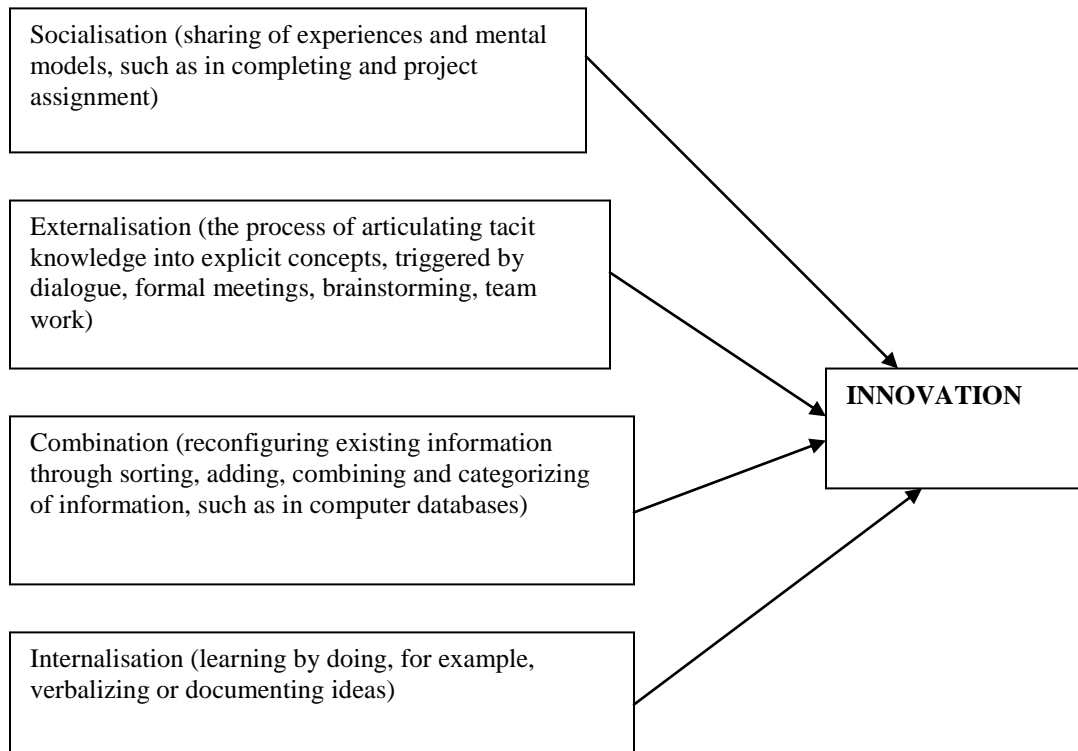 Socialisation (sharing of experiences and mental
models, such as in completing and project
assignment)
Externalisation (the process of articulating tacit
knowledge into explicit concepts, triggered by
dialogue, formal meetings, brainstorming, team
work)
INNOVATION
Combination (reconfiguring existing information
through sorting, adding, combining and categorizing
of information, such as in computer databases)
Internalisation (learning by doing, for example,
verbalizing or documenting ideas)